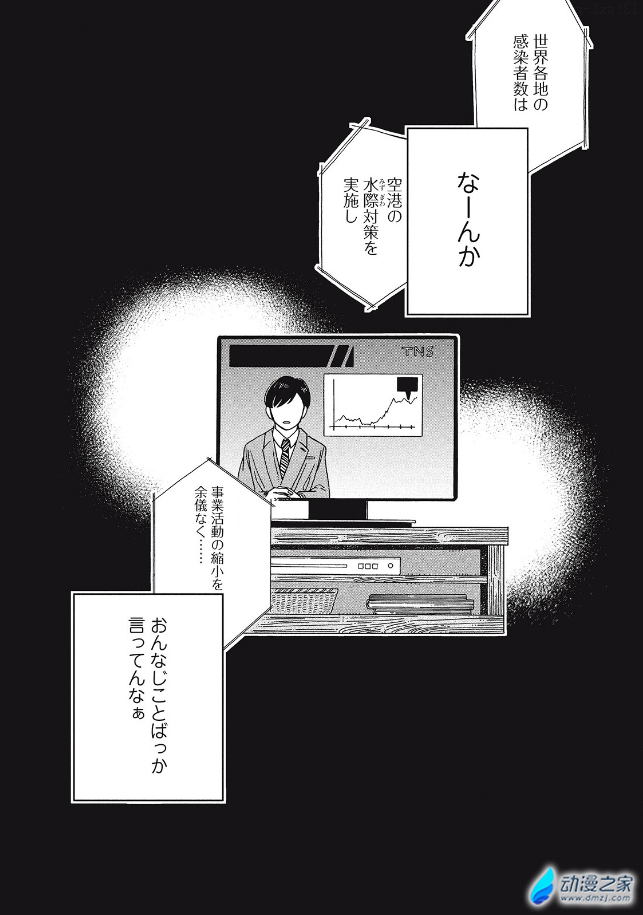 世界各地の
感染者数は
なーんか
空港の
水際対策を
実施し
TNS
事業活動の縮小を
余儀なく……
おんなじことばっか
言ってんなぁ
动漫之家
www.dmzj.com